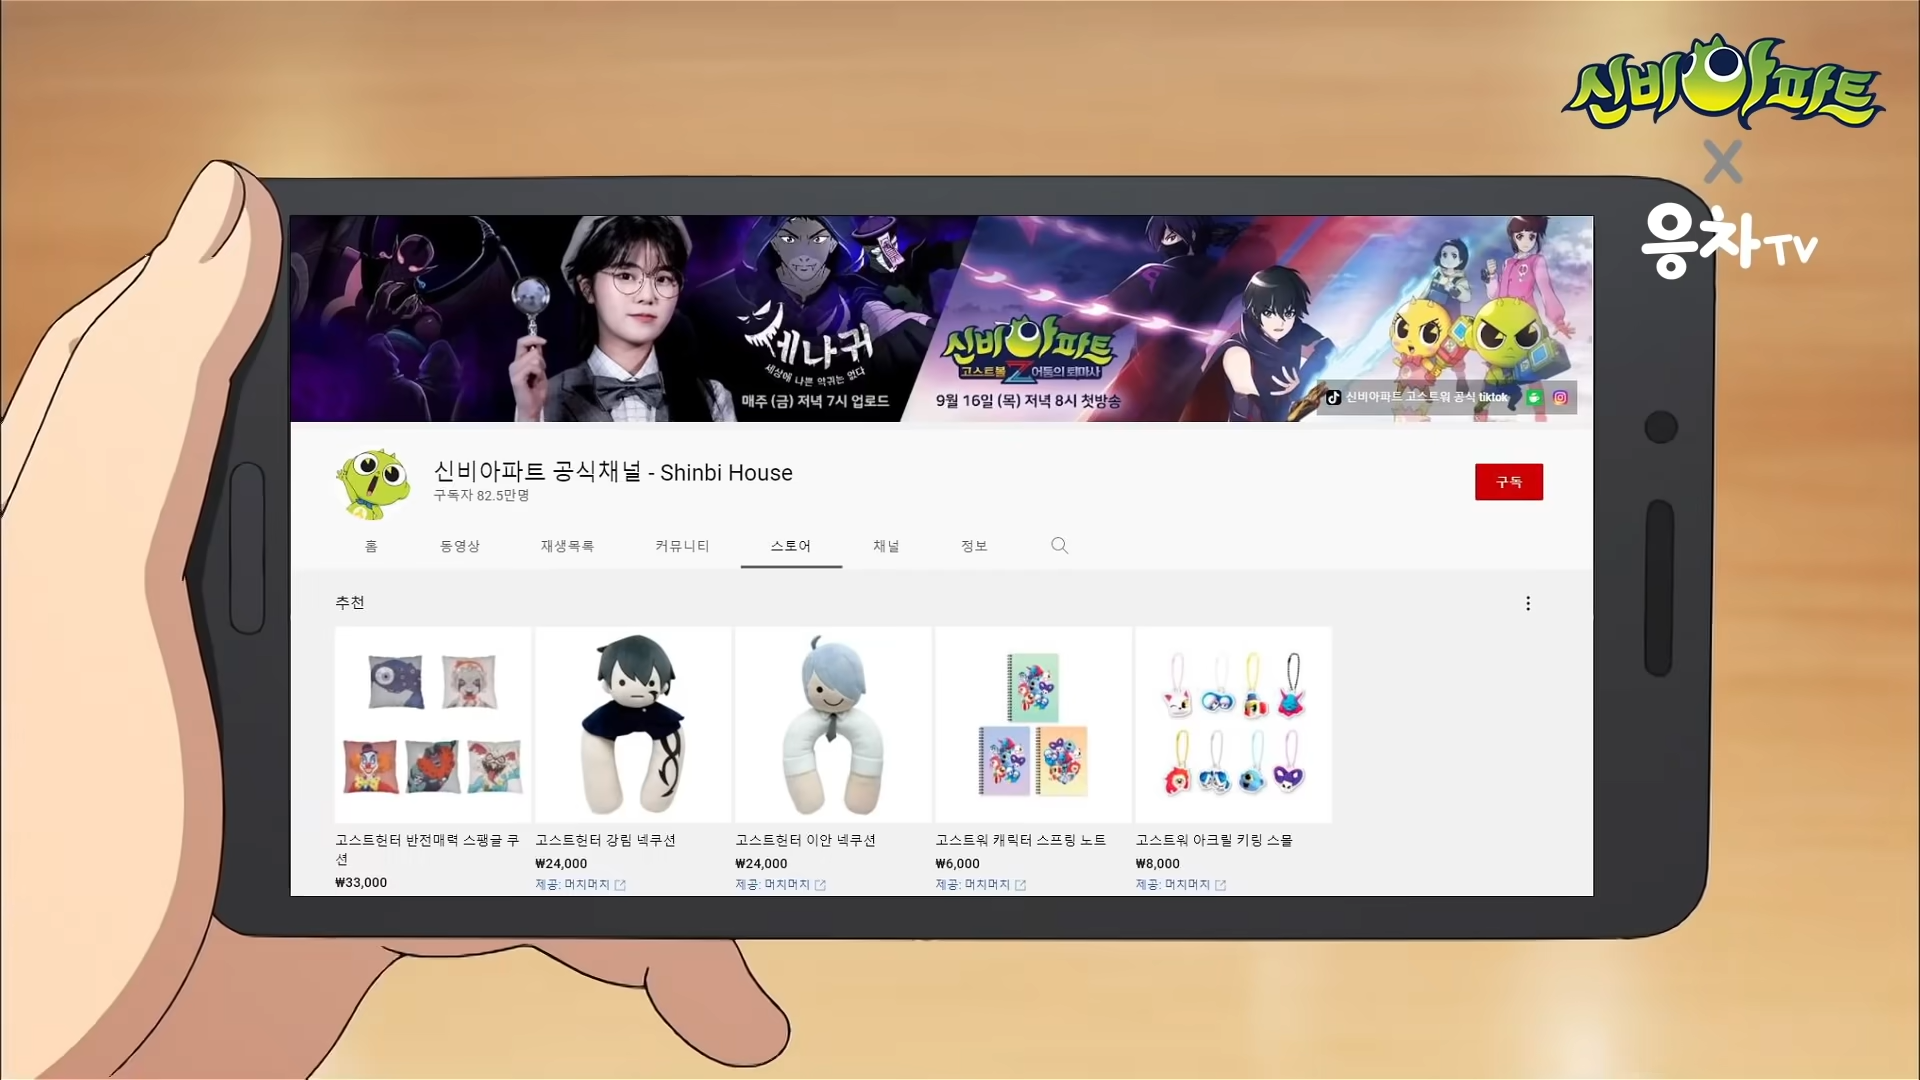 신비아파트
X
응차TV
세나귀
세상에 나쁜 악귀는 없다
매주 (금) 저녁 7시 업로드
신비아파트
고스트볼 Z 어둠의 퇴마사
9월 16일 (목) 저녁 8시 첫방송
신비아파트 고스트워 공식 tiktok
신비아파트 공식채널 - Shinbi House
구독자 82.5만명
구독
홈 동영상 재생목록 커뮤니티 스토어 채널 정보
추천
고스트헌터 반전매력 스팽글 쿠
션
₩33,000
고스트헌터 강림 넥쿠션
₩24,000
제공: 머치머치
고스트헌터 이안 넥쿠션
₩24,000
제공: 머치머치
고스트워 캐릭터 스프링 노트
₩6,000
제공: 머치머치
고스트워 아크릴 키링 스몰
₩8,000
제공: 머치머치